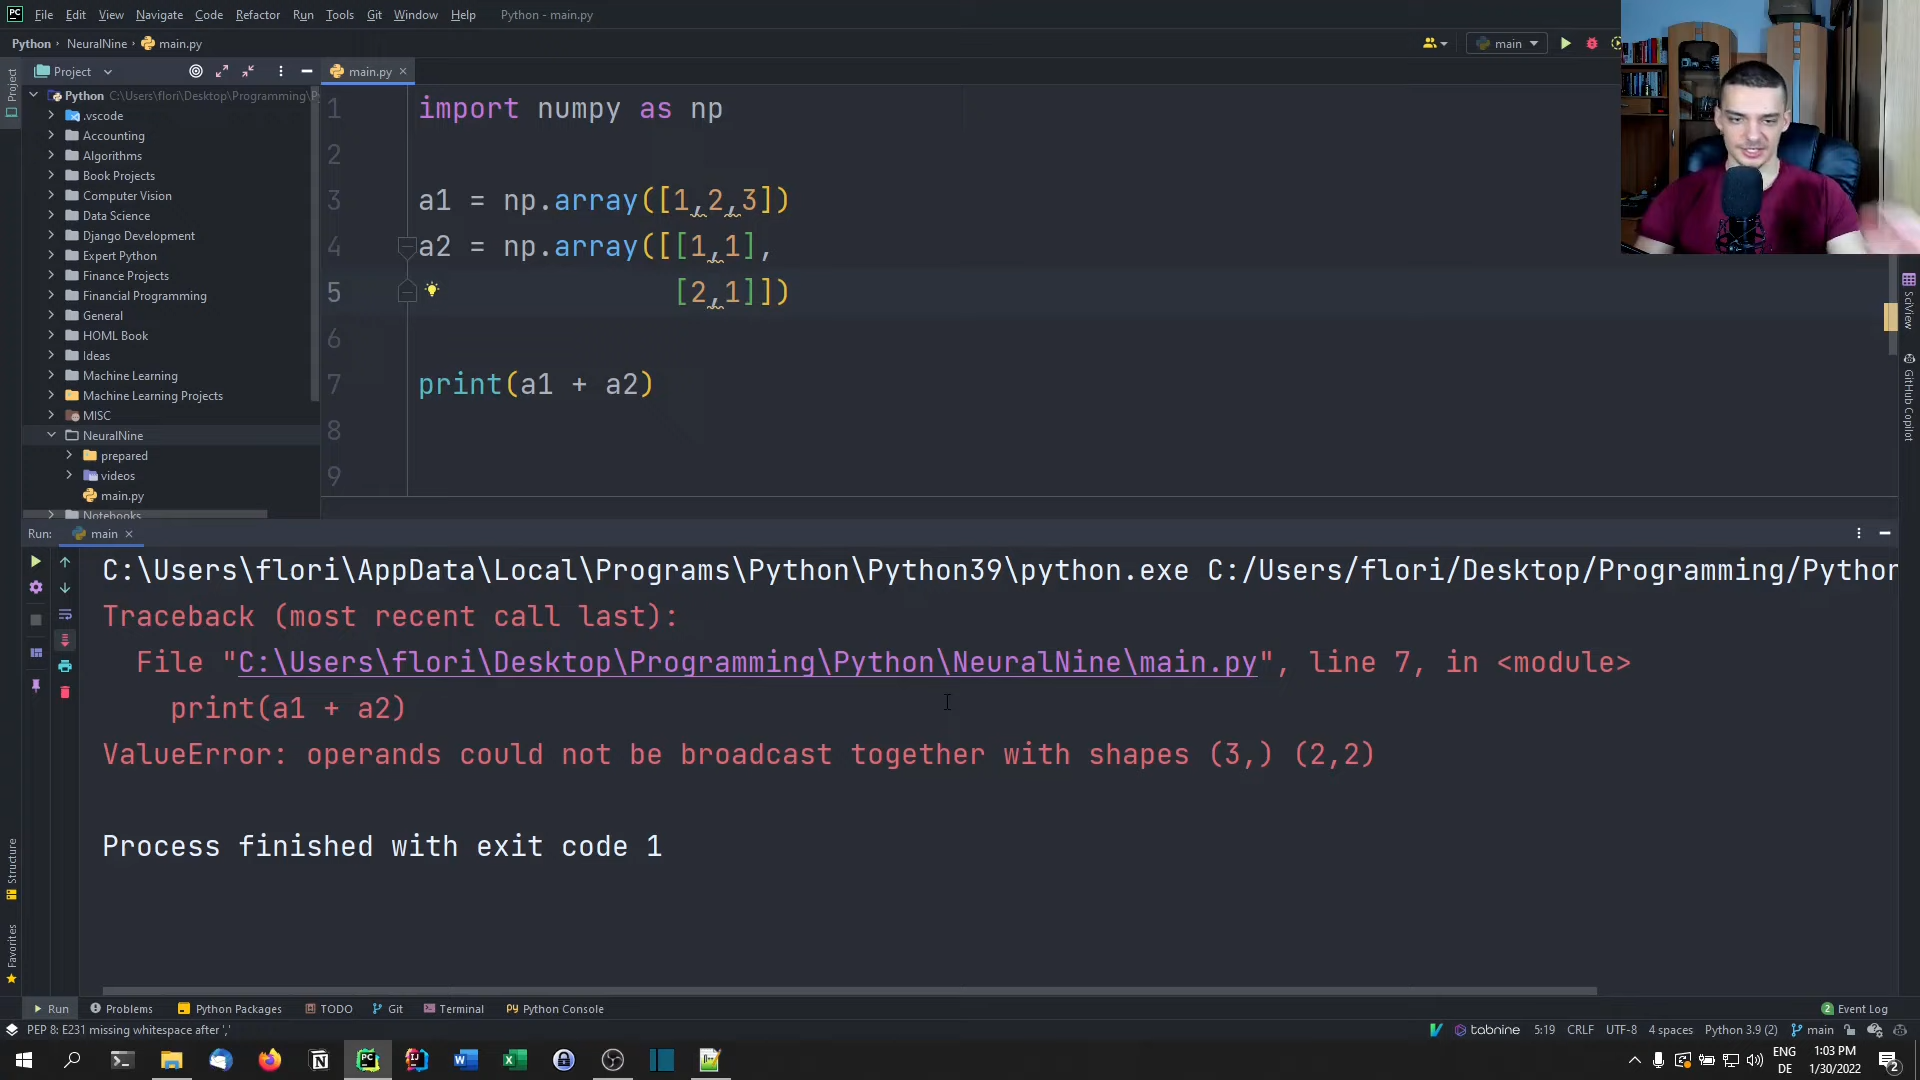 File Edit View Navigate Code Refactor Run Tools Git Window Help Python - main.py
Python NeuralNine main.py
main
Project
main.py
Python C:\Users\flori\Desktop\Programming\P
.vscode
Accounting
Algorithms
Book Projects
Computer Vision
Data Science
Django Development
Expert Python
Finance Projects
Financial Programming
General
HOML Book
Ideas
Machine Learning
Machine Learning Projects
MISC
NeuralNine
prepared
videos
main.py
Notebooks
Project
Structure
Favorites
1 import numpy as np
2
3 a1 = np.array([1,2,3])
4 a2 = np.array([[1,1],
5 [2,1]])
6
7 print(a1 + a2)
8
9
SciView
GitHub Copilot
Run: main
C:\Users\flori\AppData\Local\Programs\Python\Python39\python.exe C:/Users/flori/Desktop/Programming/Python
Traceback (most recent call last):
File "C:\Users\flori\Desktop\Programming\Python\NeuralNine\main.py", line 7, in <module>
print(a1 + a2)
ValueError: operands could not be broadcast together with shapes (3,) (2,2)
Process finished with exit code 1
Run Problems Python Packages TODO Git Terminal Python Console 2 Event Log
PEP 8: E231 missing whitespace after ',' tabnine 5:19 CRLF UTF-8 4 spaces Python 3.9 (2) main
ENG 1:03 PM
DE 1/30/2022 2